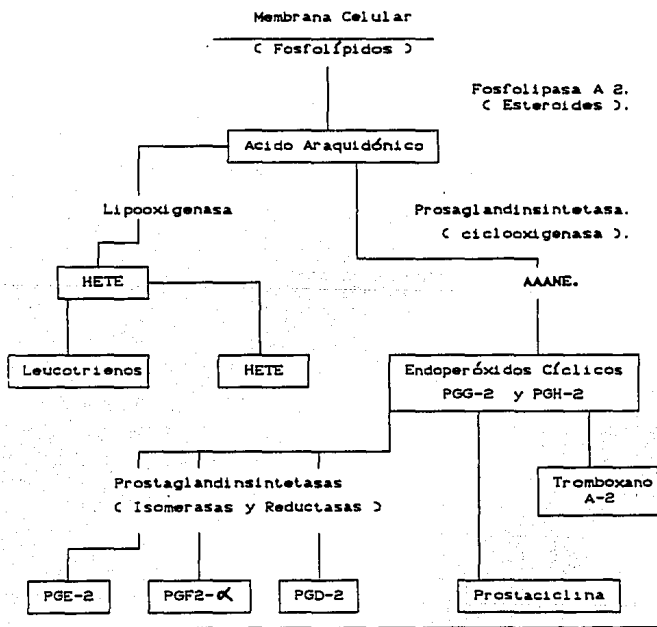 Membrana Celular
( Fosfolípidos )
Fosfolipasa A 2.
( Esteroides ).
Acido Araquidónico
Lipooxigenasa
Prosaglandinsintetasa.
( ciclooxigenasa ).
HETE
AAANE.
Leucotrienos
HETE
Endoperóxidos Cíclicos
PGG-2 y PGH-2
Prostaglandinsintetasas
( Isomerasas y Reductasas )
Tromboxano
A-2
PGE-2
PGF2-α
PGD-2
Prostaciclina